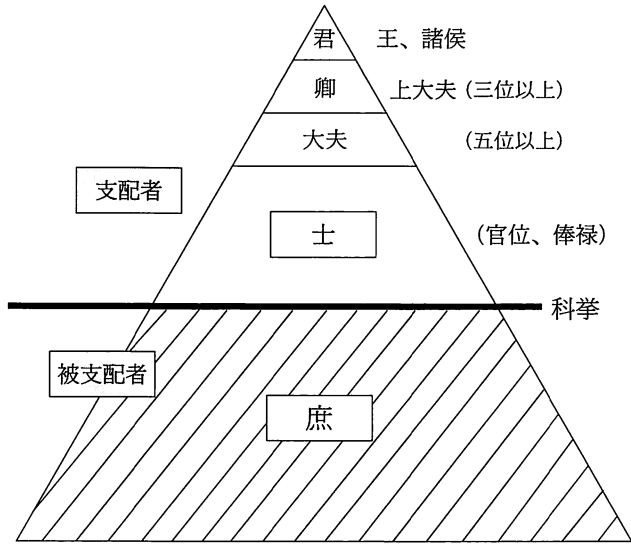 君 王、諸侯
卿 上大夫（三位以上）
大夫 （五位以上）
支配者
士 （官位、俸禄）
科挙
被支配者
庶